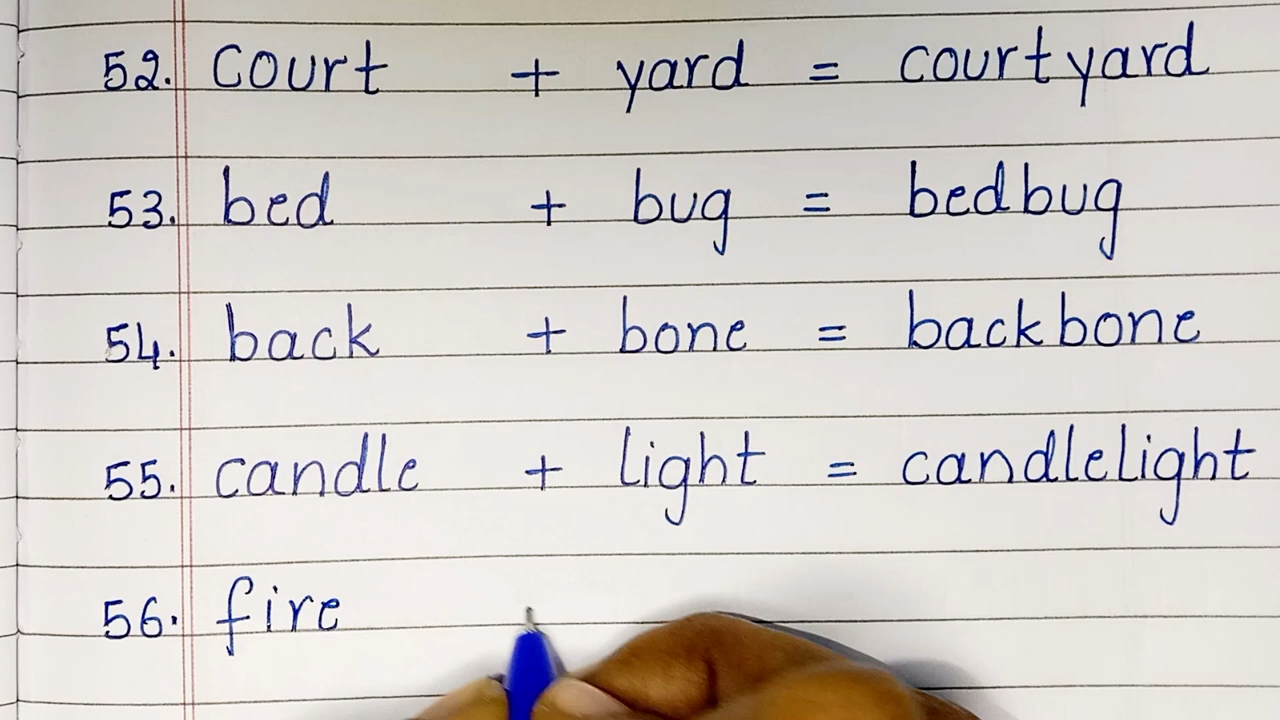 52. Court + yard = courtyard
53. bed + bug = bedbug
54. back + bone = backbone
55. candle + light = candlelight
56. fire